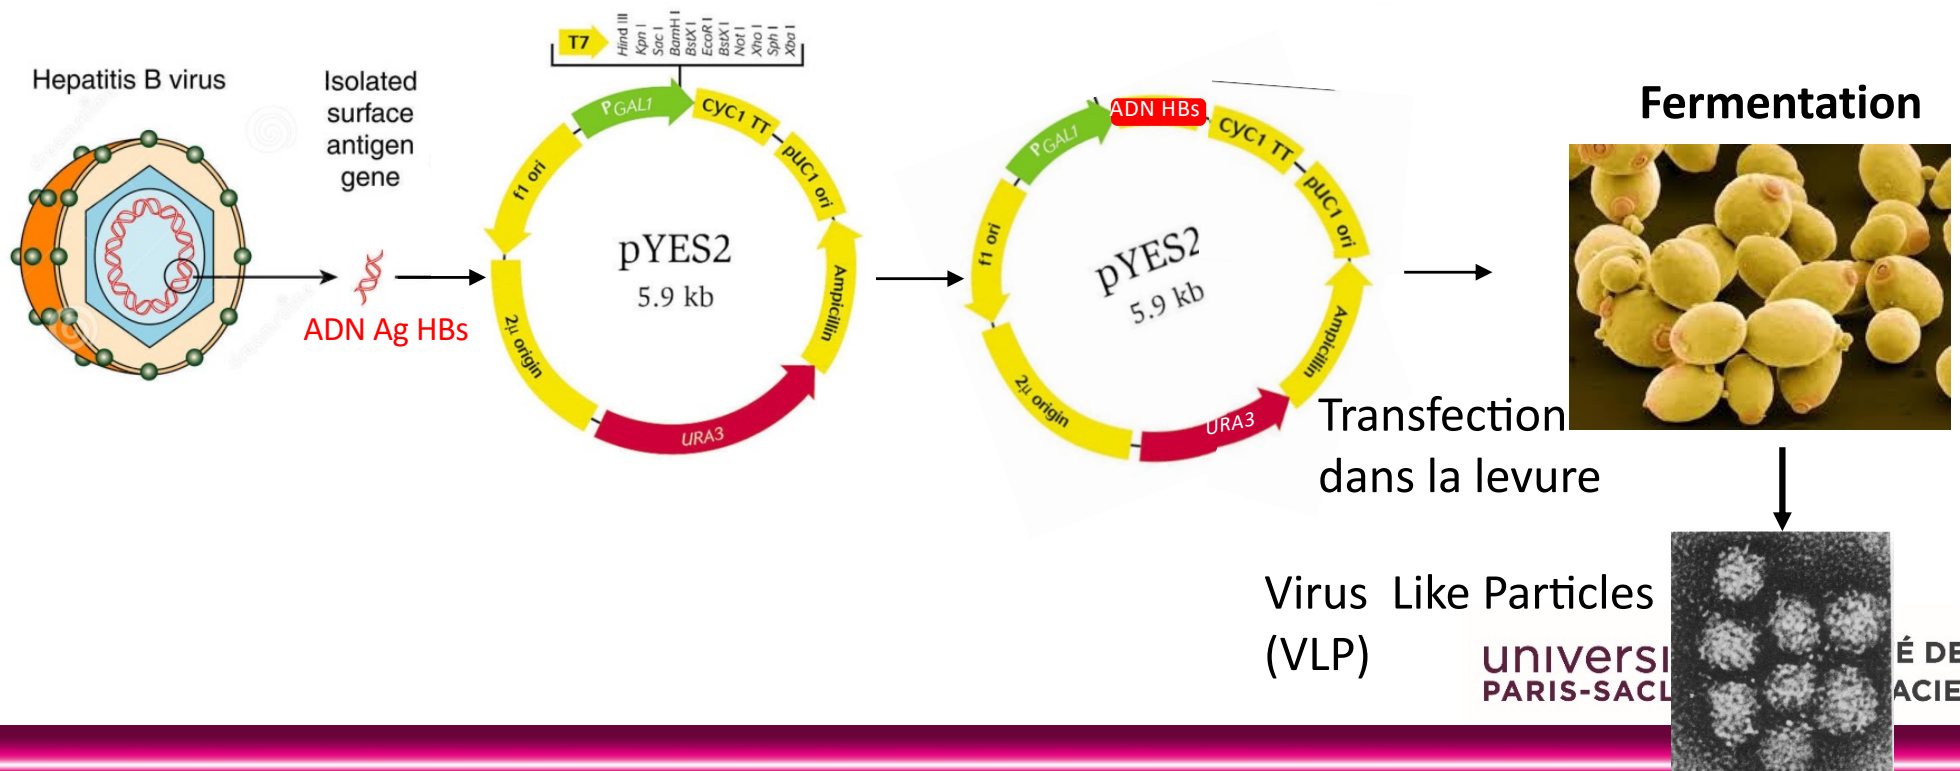 Hepatitis B virus
Isolated
surface
antigen
gene
ADN Ag HBs
T7
Hind III
Kpn I
Sac I
BamH I
BstX I
EcoR I
BstX I
Not I
Xho I
Sph I
Xba I
PGAL1
CYC1 TT
pUC1 ori
Ampicillin
URA3
2µ origin
f1 ori
pYES2
5.9 kb
PGAL1
ADN HBs
CYC1 TT
pUC1 ori
Ampicillin
URA3
2µ origin
f1 ori
pYES2
5.9 kb
Fermentation
Transfection
dans la levure
Virus Like Particles
(VLP)
universi
PARIS-SACL
É DE
ACIE